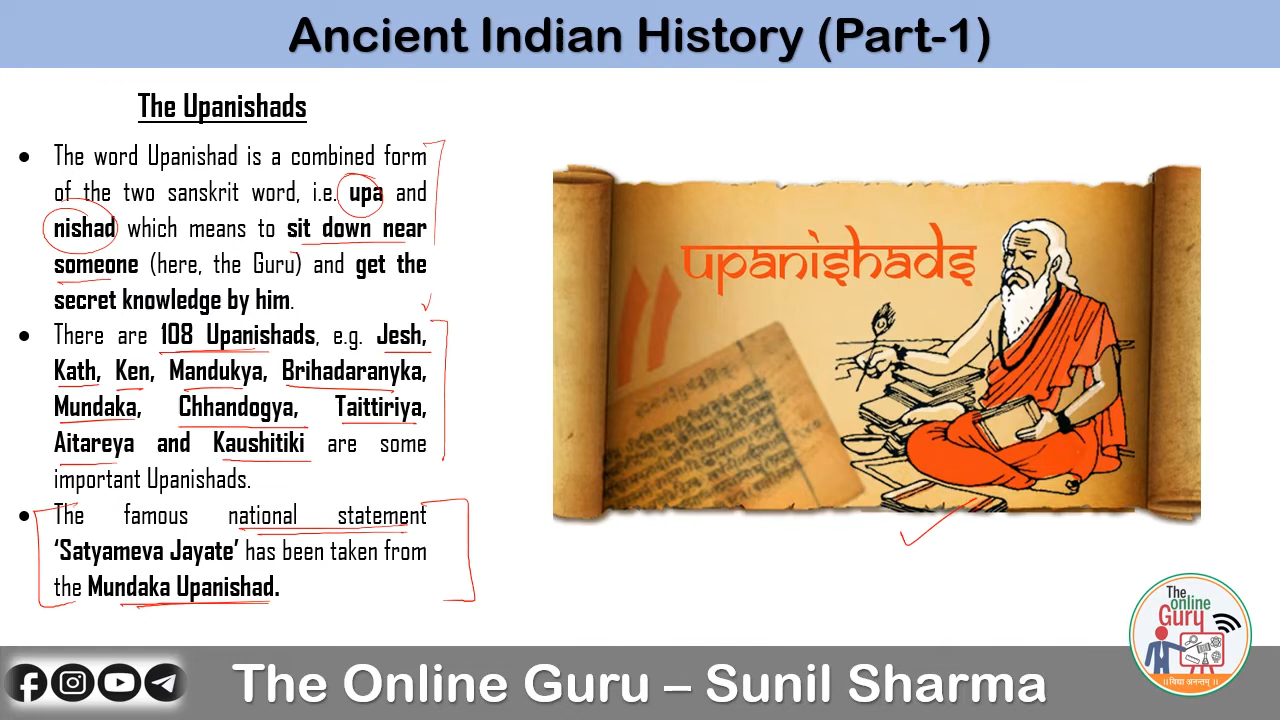 Ancient Indian History (Part-1)
The Upanishads
• The word Upanishad is a combined form
of the two sanskrit word, i.e. upa and
nishad which means to sit down near
someone (here, the Guru) and get the
secret knowledge by him.
• There are 108 Upanishads, e.g. Jesh,
Kath, Ken, Mandukya, Brihadaranyka,
Mundaka, Chhandogya, Taittiriya,
Aitareya and Kaushitiki are some
important Upanishads.
• The famous national statement
‘Satyameva Jayate’ has been taken from
the Mundaka Upanishad.
upanishads
The
online
Guru
॥ विद्या अनन्तम् ॥
The Online Guru – Sunil Sharma